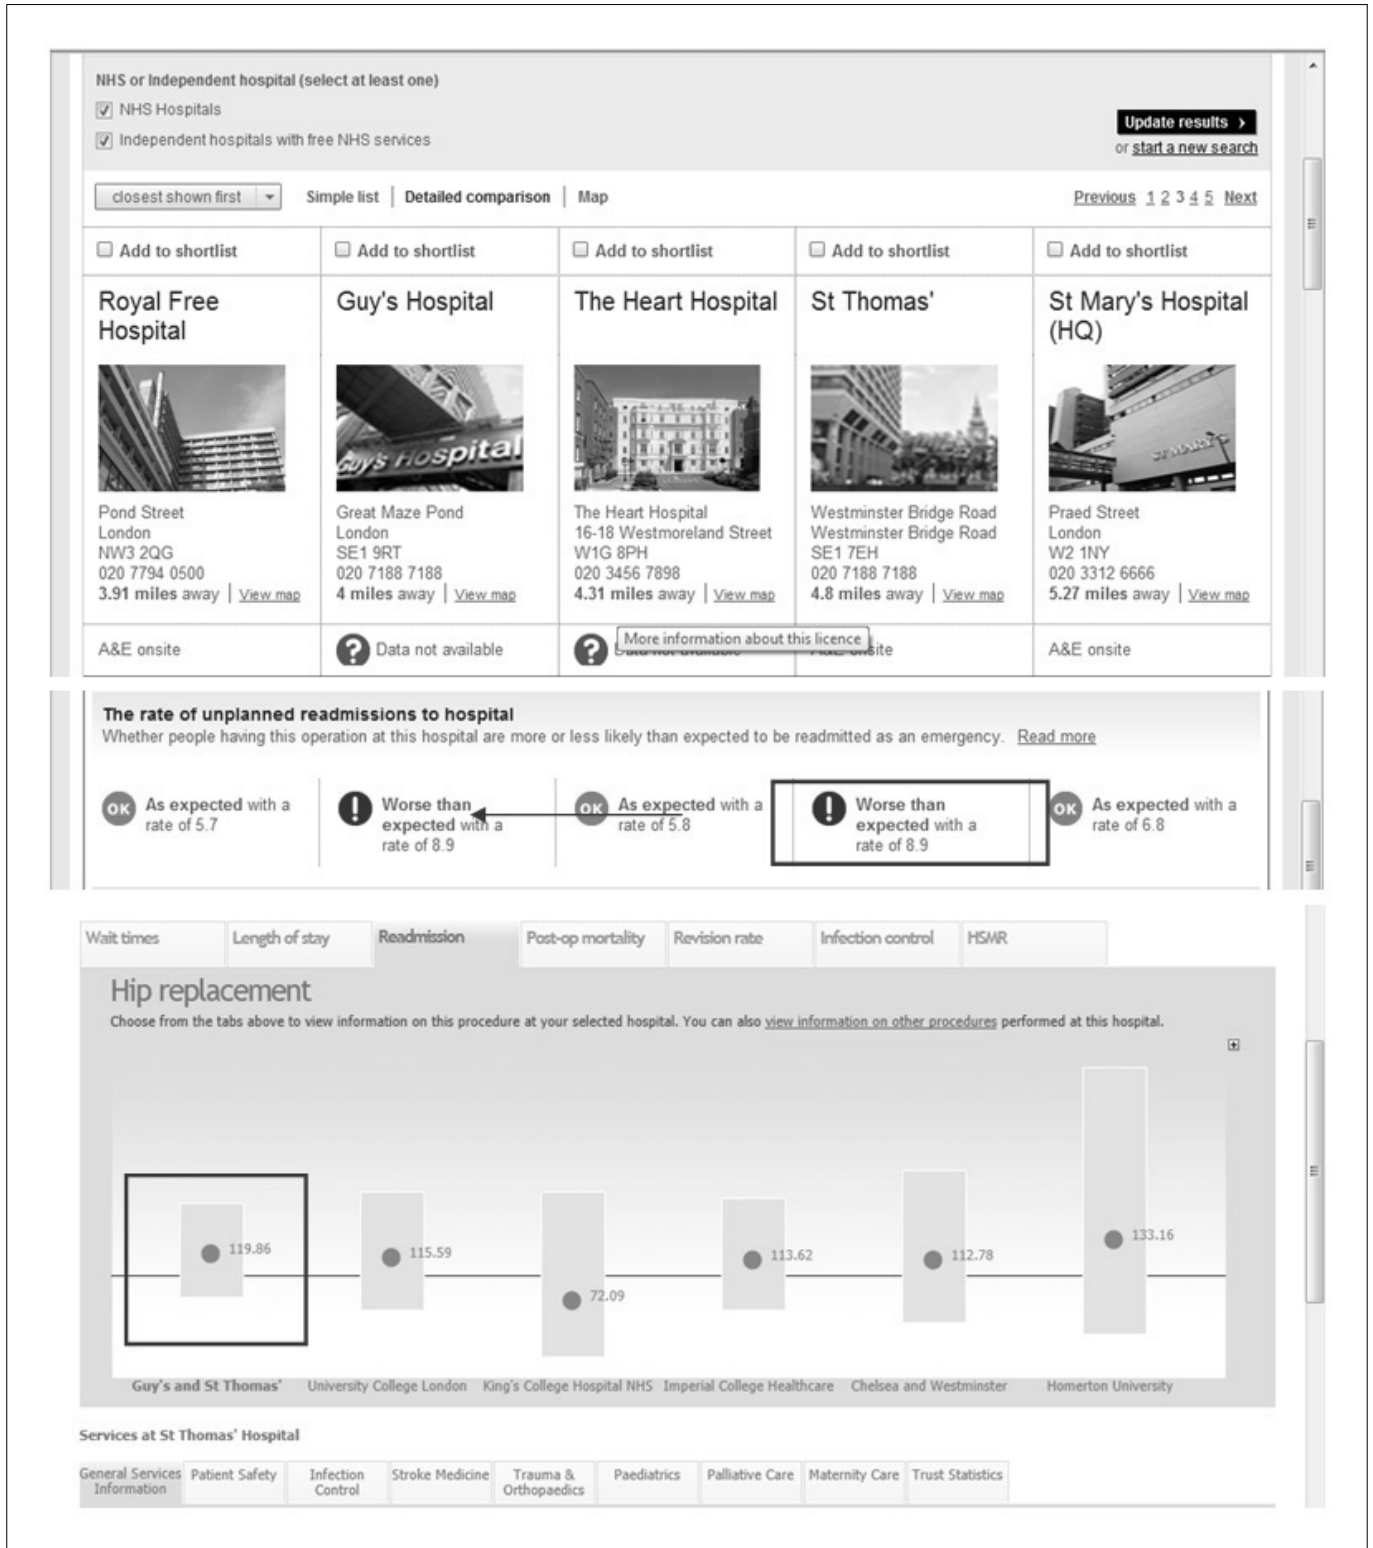 NHS or Independent hospital (select at least one)
NHS Hospitals
Independent hospitals with free NHS services
Update results ›
or start a new search
closest shown first
Simple list | Detailed comparison | Map
Previous 1 2 3 4 5 Next
Add to shortlist Add to shortlist Add to shortlist Add to shortlist Add to shortlist
Royal Free Hospital
Guy's Hospital
The Heart Hospital
St Thomas'
St Mary's Hospital (HQ)
Guy's Hospital
ST MARY'S
Pond Street
London
NW3 2QG
020 7794 0500
3.91 miles away | View map
Great Maze Pond
London
SE1 9RT
020 7188 7188
4 miles away | View map
The Heart Hospital
16-18 Westmoreland Street
W1G 8PH
020 3456 7898
4.31 miles away | View map
Westminster Bridge Road
Westminster Bridge Road
SE1 7EH
020 7188 7188
4.8 miles away | View map
Praed Street
London
W2 1NY
020 3312 6666
5.27 miles away | View map
A&E onsite
? Data not available
? Data not available
More information about this licence
A&E onsite
A&E onsite
The rate of unplanned readmissions to hospital
Whether people having this operation at this hospital are more or less likely than expected to be readmitted as an emergency. Read more
OK As expected with a
rate of 5.7
! Worse than
expected with a
rate of 8.9
OK As expected with a
rate of 5.8
! Worse than
expected with a
rate of 8.9
OK As expected with a
rate of 6.8
Wait times Length of stay Readmission Post-op mortality Revision rate Infection control HSMR
Hip replacement
Choose from the tabs above to view information on this procedure at your selected hospital. You can also view information on other procedures performed at this hospital.
119.86
115.59
72.09
113.62
112.78
133.16
Guy's and St Thomas' University College London King's College Hospital NHS Imperial College Healthcare Chelsea and Westminster Homerton University
Services at St Thomas' Hospital
General Services Information
Patient Safety
Infection Control
Stroke Medicine
Trauma & Orthopaedics
Paediatrics
Palliative Care
Maternity Care
Trust Statistics